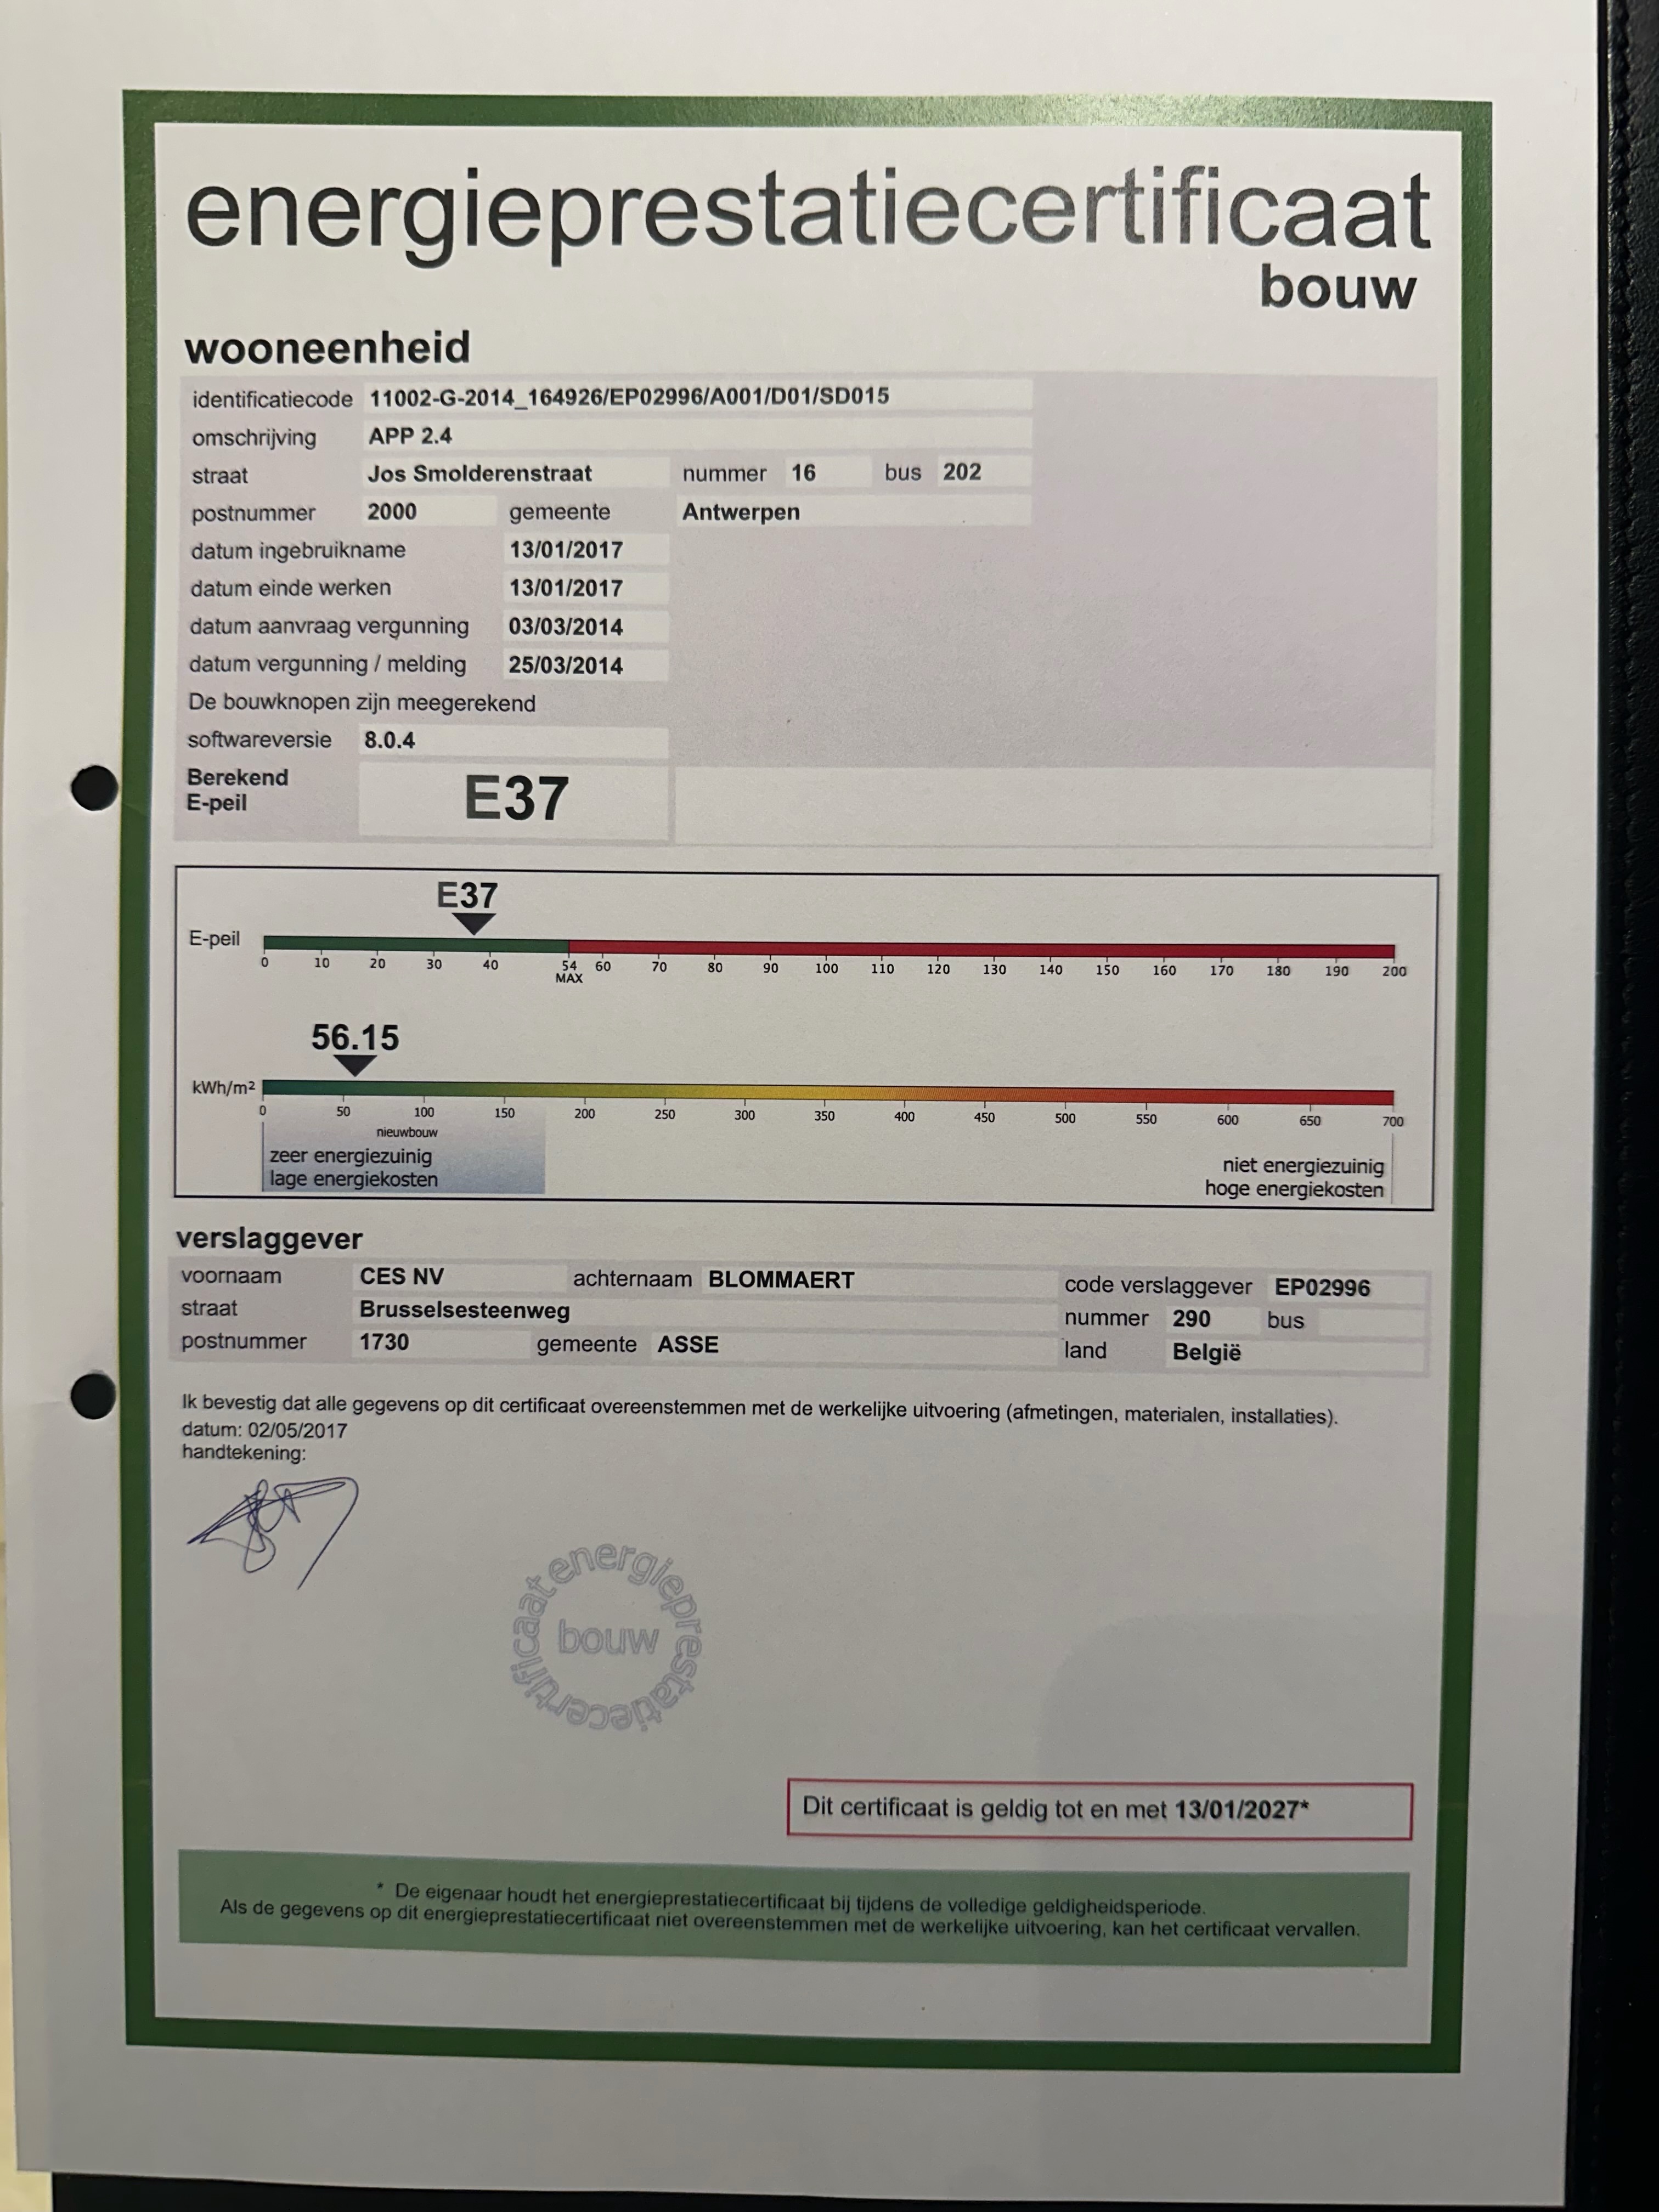 energieprestatiecertificaat
bouw
wooneenheid
identificatiecode 11002-G-2014_164926/EP02996/A001/D01/SD015
omschrijving APP 2.4
straat Jos Smolderenstraat nummer 16 bus 202
postnummer 2000 gemeente Antwerpen
datum ingebruikname 13/01/2017
datum einde werken 13/01/2017
datum aanvraag vergunning 03/03/2014
datum vergunning / melding 25/03/2014
De bouwknopen zijn meegerekend
softwareversie 8.0.4
Berekend
E-peil E37
E37
E-peil
0 10 20 30 40 54 60 70 80 90 100 110 120 130 140 150 160 170 180 190 200
MAX
56.15
kWh/m²
0 50 100 150 200 250 300 350 400 450 500 550 600 650 700
nieuwbouw
zeer energiezuinig niet energiezuinig
lage energiekosten hoge energiekosten
verslaggever
voornaam CES NV achternaam BLOMMAERT code verslaggever EP02996
straat Brusselsesteenweg nummer 290 bus
postnummer 1730 gemeente ASSE land België
Ik bevestig dat alle gegevens op dit certificaat overeenstemmen met de werkelijke uitvoering (afmetingen, materialen, installaties).
datum: 02/05/2017
handtekening:
energieprestatiecertificaat
bouw
Dit certificaat is geldig tot en met 13/01/2027*
* De eigenaar houdt het energieprestatiecertificaat bij tijdens de volledige geldigheidsperiode.
Als de gegevens op dit energieprestatiecertificaat niet overeenstemmen met de werkelijke uitvoering, kan het certificaat vervallen.